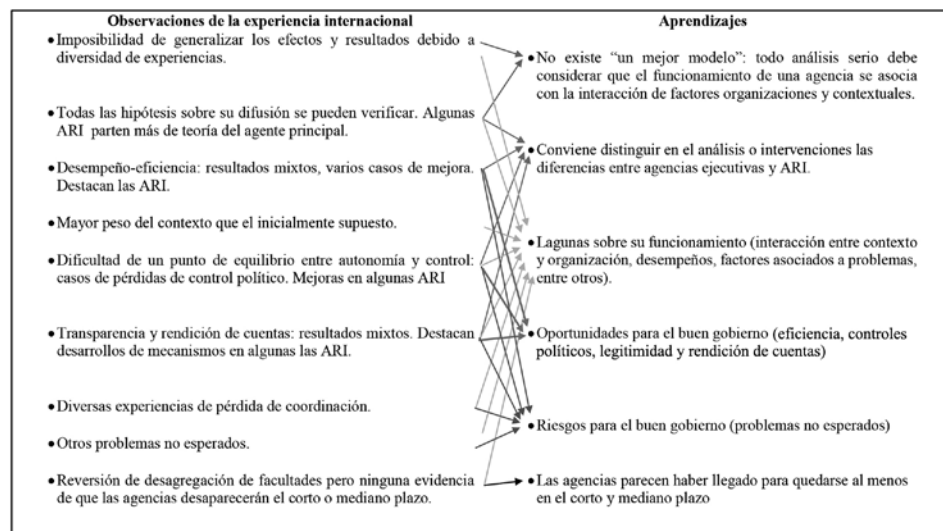 Observaciones de la experiencia internacional
• Imposibilidad de generalizar los efectos y resultados debido a
diversidad de experiencias.
• Todas las hipótesis sobre su difusión se pueden verificar. Algunas
ARI parten más de teoría del agente principal.
• Desempeño-eficiencia: resultados mixtos, varios casos de mejora.
Destacan las ARI.
• Mayor peso del contexto que el inicialmente supuesto.
• Dificultad de un punto de equilibrio entre autonomía y control:
casos de pérdidas de control político. Mejoras en algunas ARI
• Transparencia y rendición de cuentas: resultados mixtos. Destacan
desarrollos de mecanismos en algunas las ARI.
• Diversas experiencias de pérdida de coordinación.
• Otros problemas no esperados.
• Reversión de desagregación de facultades pero ninguna evidencia
de que las agencias desaparecerán el corto o mediano plazo.
Aprendizajes
• No existe “un mejor modelo”: todo análisis serio debe
considerar que el funcionamiento de una agencia se asocia
con la interacción de factores organizaciones y contextuales.
• Conviene distinguir en el análisis o intervenciones las
diferencias entre agencias ejecutivas y ARI.
• Lagunas sobre su funcionamiento (interacción entre contexto
y organización, desempeños, factores asociados a problemas,
entre otros).
• Oportunidades para el buen gobierno (eficiencia, controles
políticos, legitimidad y rendición de cuentas)
• Riesgos para el buen gobierno (problemas no esperados)
• Las agencias parecen haber llegado para quedarse al menos
en el corto y mediano plazo